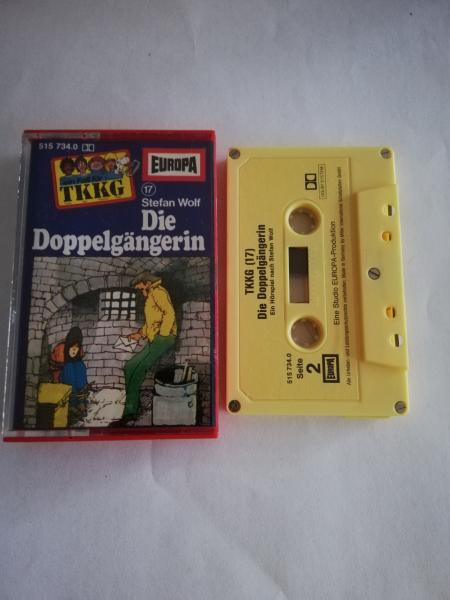 515 734.0
TKKG
EUROPA
17
Stefan Wolf
Die
Doppelgängerin
TKKG (17)
Die Doppelgängerin
Ein Hörspiel nach Stefan Wolf
515 734.0
Seite
2
EUROPA
Eine Studio EUROPA-Produktion